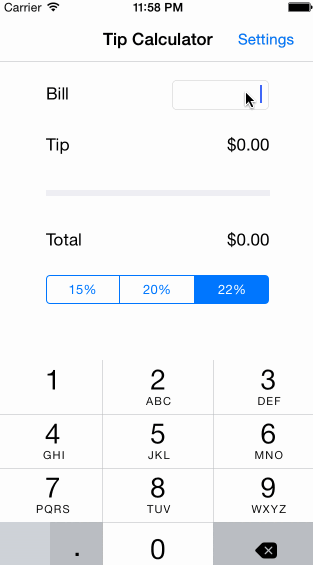 Carrier 11:58 PM
Tip Calculator Settings
Bill
Tip $0.00
Total $0.00
15% 20% 22%
1 2 3
ABC DEF
4 5 6
GHI JKL MNO
7 8 9
PQRS TUV WXYZ
. 0